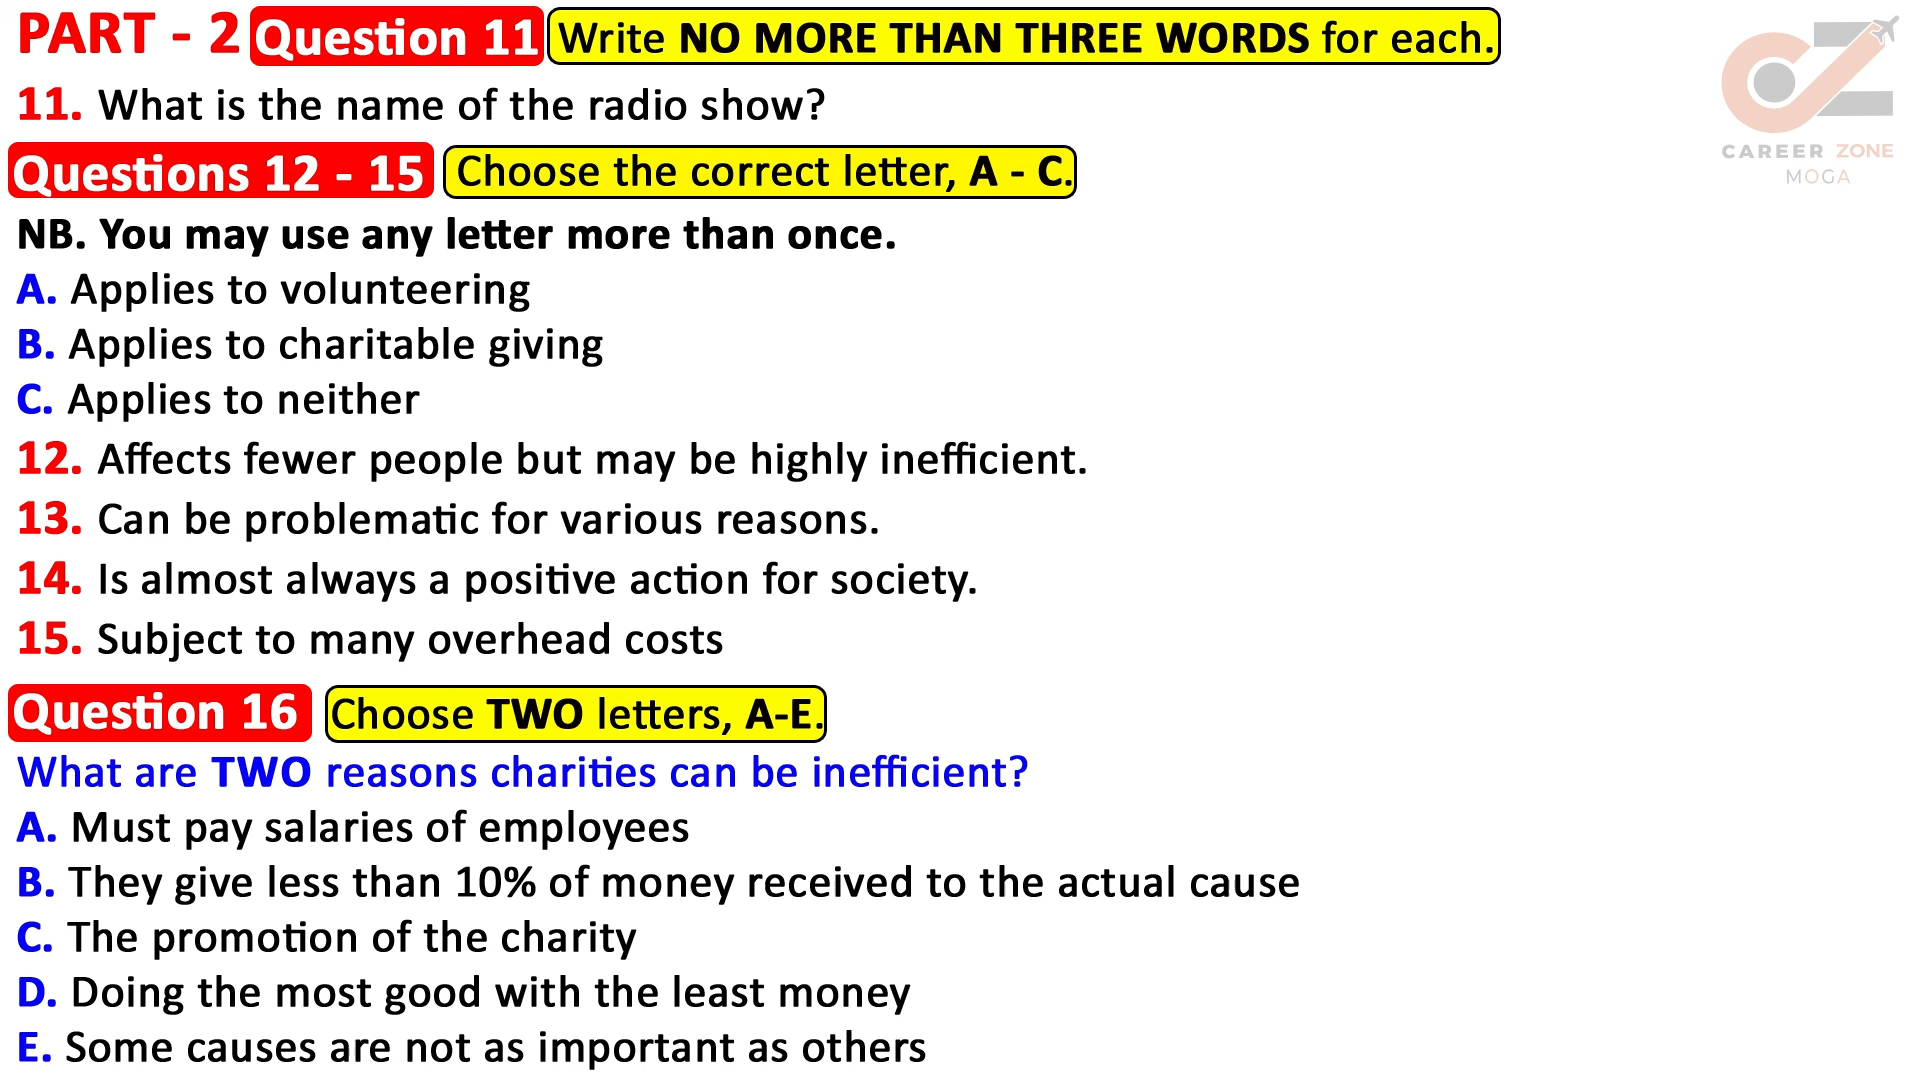 PART - 2 Question 11 Write NO MORE THAN THREE WORDS for each.
11. What is the name of the radio show?
Questions 12 - 15 Choose the correct letter, A - C.
NB. You may use any letter more than once.
A. Applies to volunteering
B. Applies to charitable giving
C. Applies to neither
12. Affects fewer people but may be highly inefficient.
13. Can be problematic for various reasons.
14. Is almost always a positive action for society.
15. Subject to many overhead costs
Question 16 Choose TWO letters, A-E.
What are TWO reasons charities can be inefficient?
A. Must pay salaries of employees
B. They give less than 10% of money received to the actual cause
C. The promotion of the charity
D. Doing the most good with the least money
E. Some causes are not as important as others
CZ
CAREER ZONE
MOGA